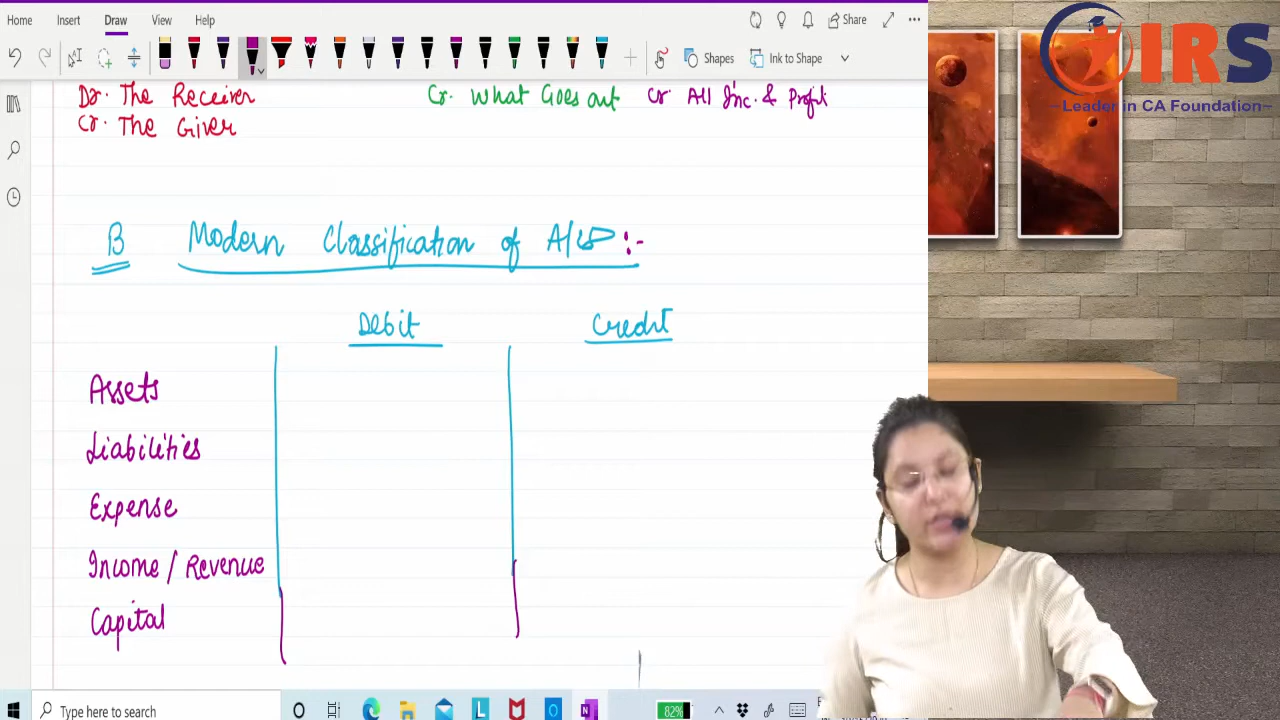 Home Insert Draw View Help Share
Shapes Ink to Shape
Dr. The Receiver
Cr. What Goes out
Cr. All Inc. & Profit
Cr. The Giver
IRS
Leader in CA Foundation
B Modern Classification of A/cs :-
Debit Credit
Assets
Liabilities
Expense
Income / Revenue
Capital
Type here to search
82%